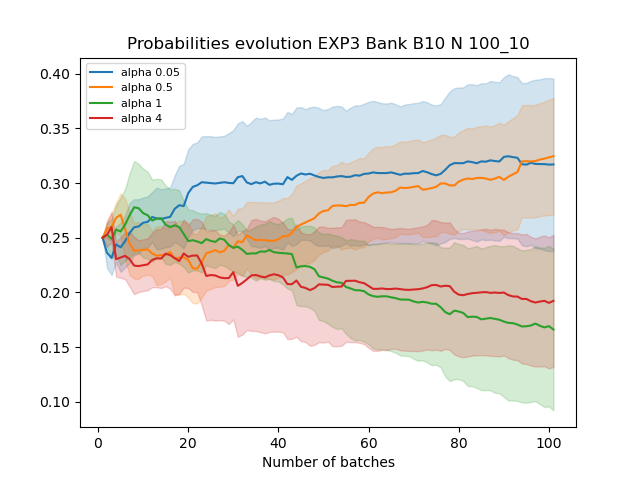 Probabilities evolution EXP3 Bank B10 N 100_10
alpha 0.05
alpha 0.5
alpha 1
alpha 4
0.40
0.35
0.30
0.25
0.20
0.15
0.10
0 20 40 60 80 100
Number of batches